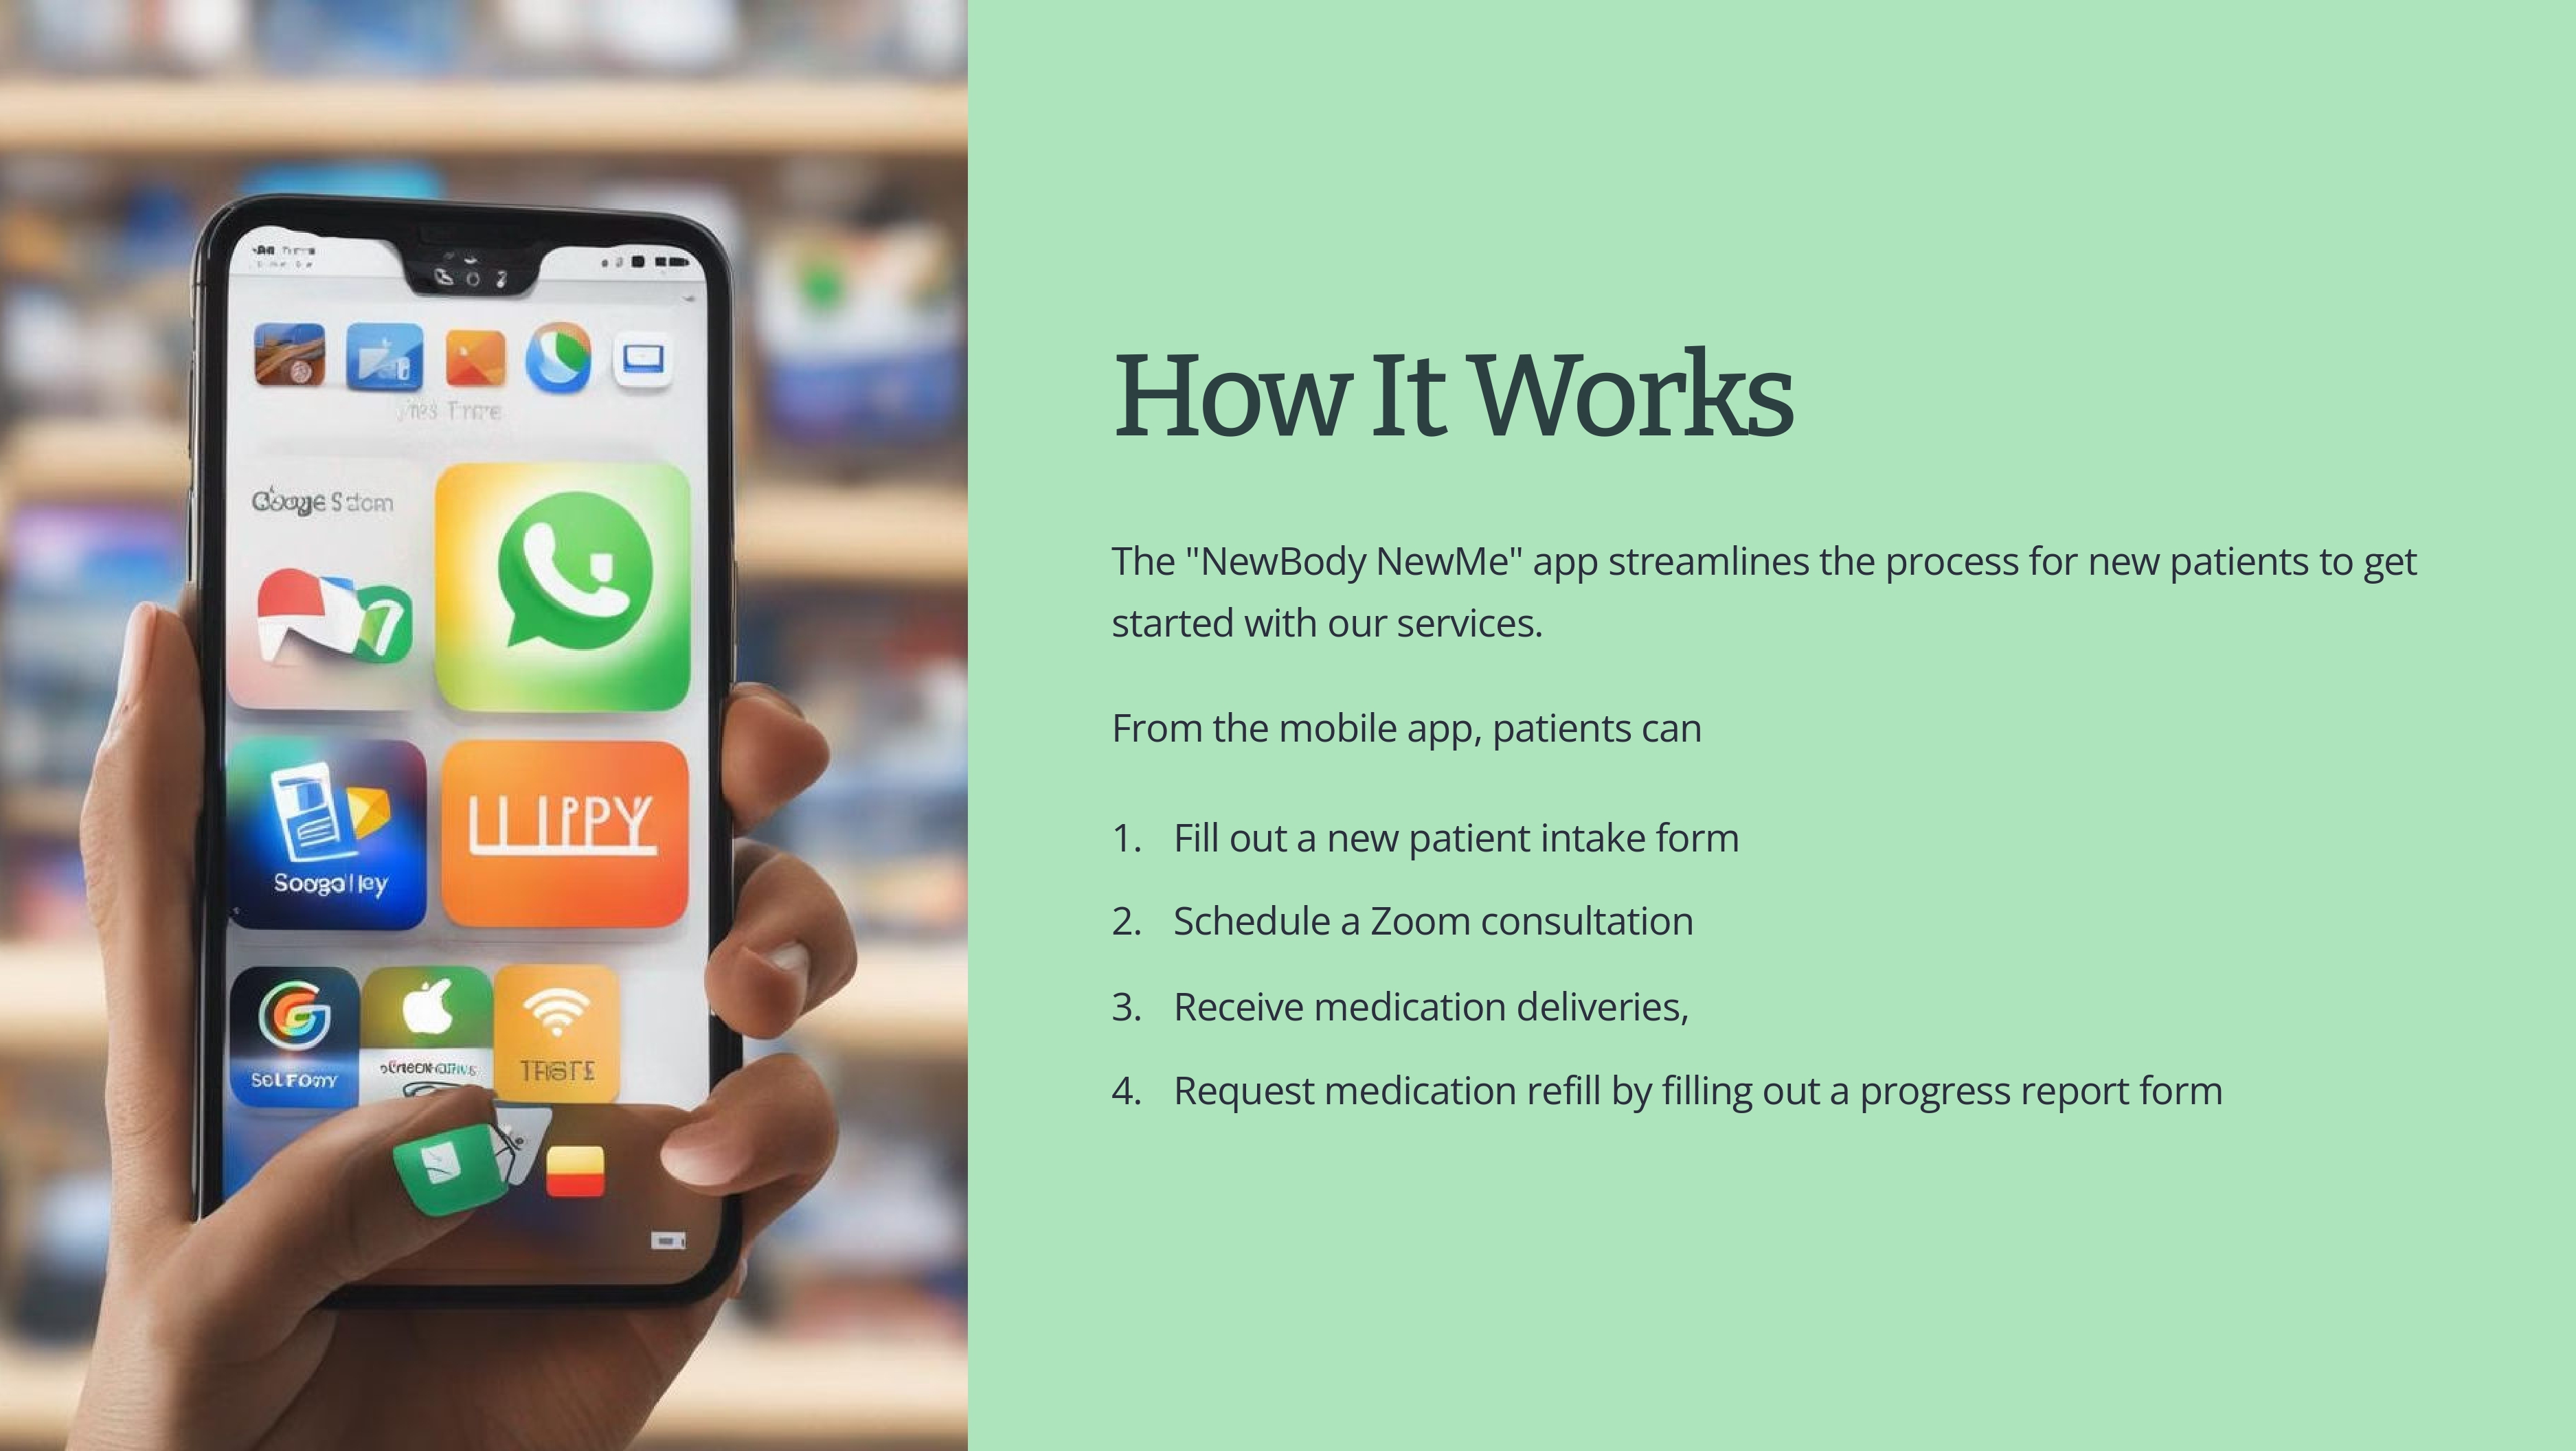 How It Works
The "NewBody NewMe" app streamlines the process for new patients to get
started with our services.
From the mobile app, patients can
1. Fill out a new patient intake form
2. Schedule a Zoom consultation
3. Receive medication deliveries,
4. Request medication refill by filling out a progress report form